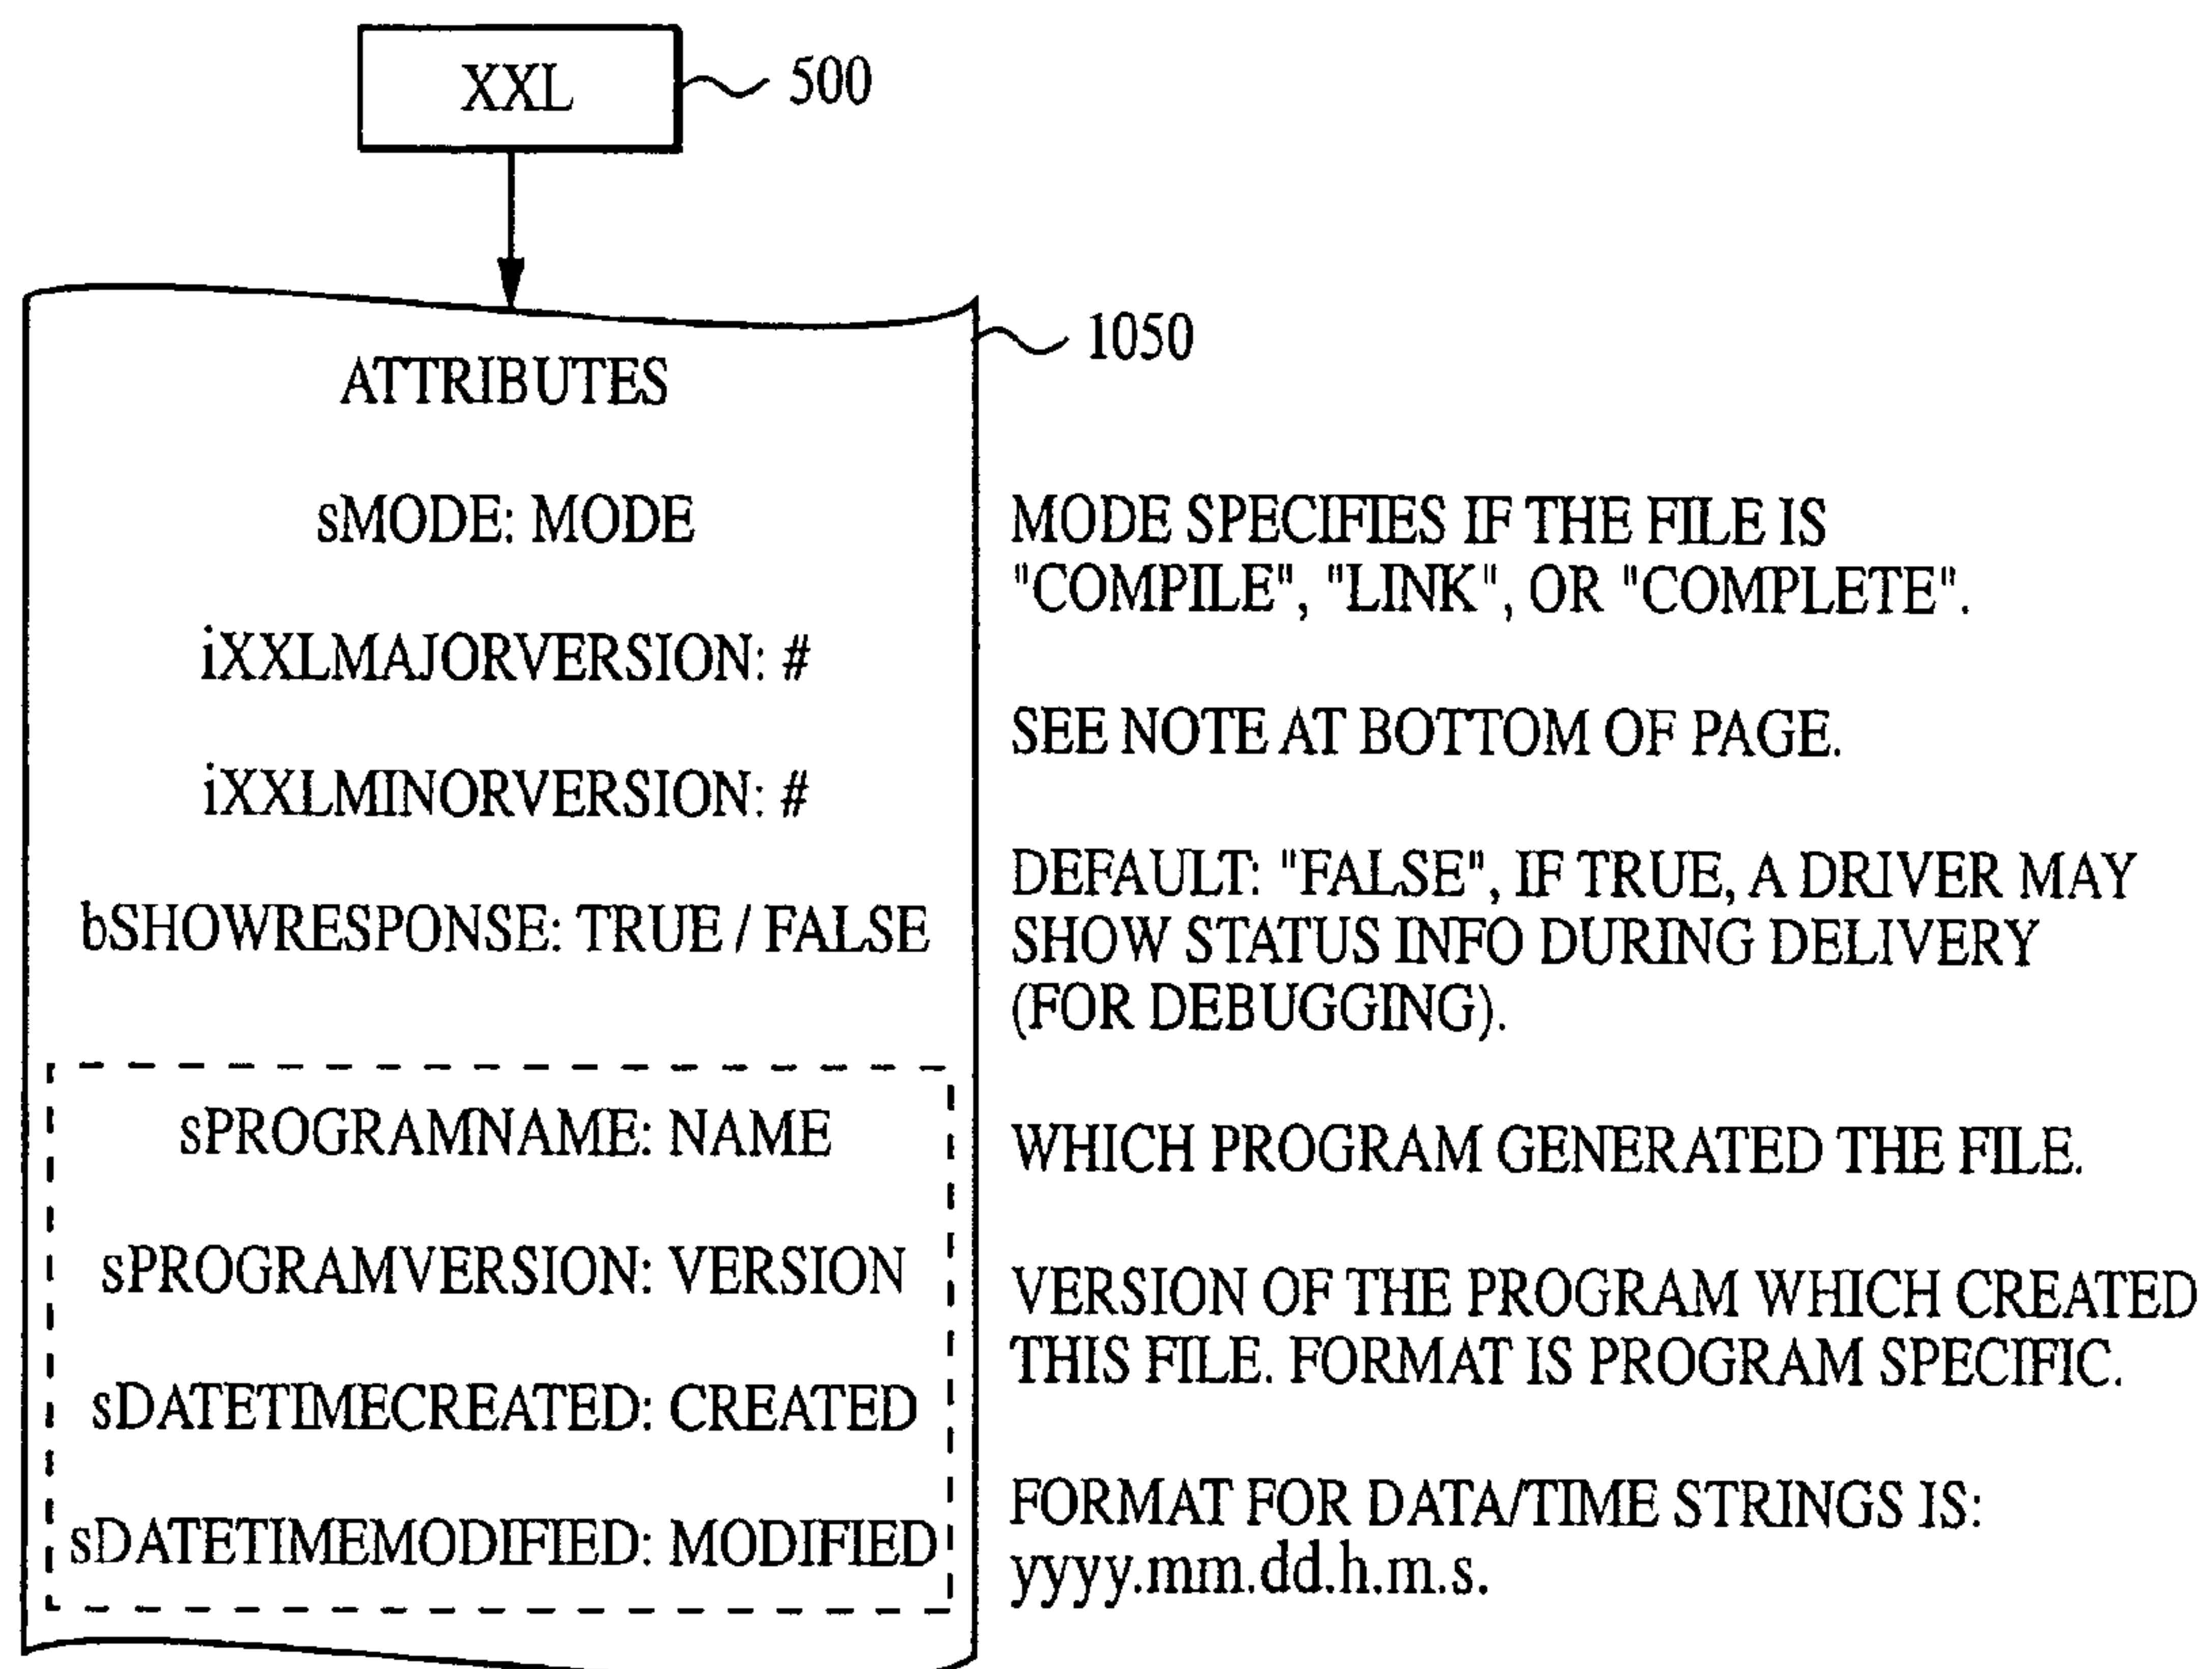 XXL
500
1050
ATTRIBUTES
sMODE: MODE
MODE SPECIFIES IF THE FILE IS
"COMPILE", "LINK", OR "COMPLETE".
iXXLMAJORVERSION: #
SEE NOTE AT BOTTOM OF PAGE.
iXXLMINORVERSION: #
bSHOWRESPONSE: TRUE / FALSE
DEFAULT: "FALSE", IF TRUE, A DRIVER MAY
SHOW STATUS INFO DURING DELIVERY
(FOR DEBUGGING).
sPROGRAMNAME: NAME
WHICH PROGRAM GENERATED THE FILE.
sPROGRAMVERSION: VERSION
VERSION OF THE PROGRAM WHICH CREATED
THIS FILE. FORMAT IS PROGRAM SPECIFIC.
sDATETIMECREATED: CREATED
sDATETIMEMODIFIED: MODIFIED
FORMAT FOR DATA/TIME STRINGS IS:
yyyy.mm.dd.h.m.s.